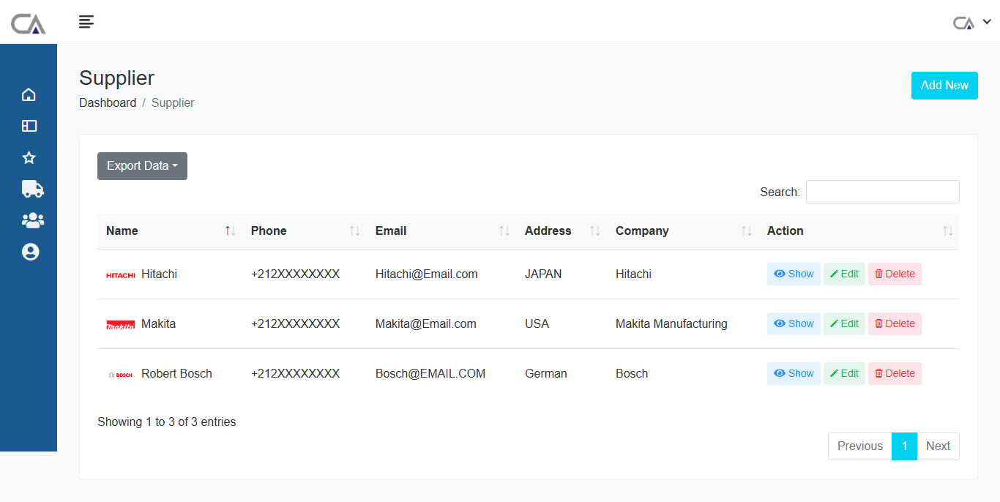 CA
CA
Supplier
Dashboard / Supplier
Add New
Export Data
Search:
Name Phone Email Address Company Action
HITACHI Hitachi +212XXXXXXXX Hitachi@Email.com JAPAN Hitachi Show Edit Delete
makita Makita +212XXXXXXXX Makita@Email.com USA Makita Manufacturing Show Edit Delete
BOSCH Robert Bosch +212XXXXXXXX Bosch@EMAIL.COM German Bosch Show Edit Delete
Showing 1 to 3 of 3 entries
Previous 1 Next